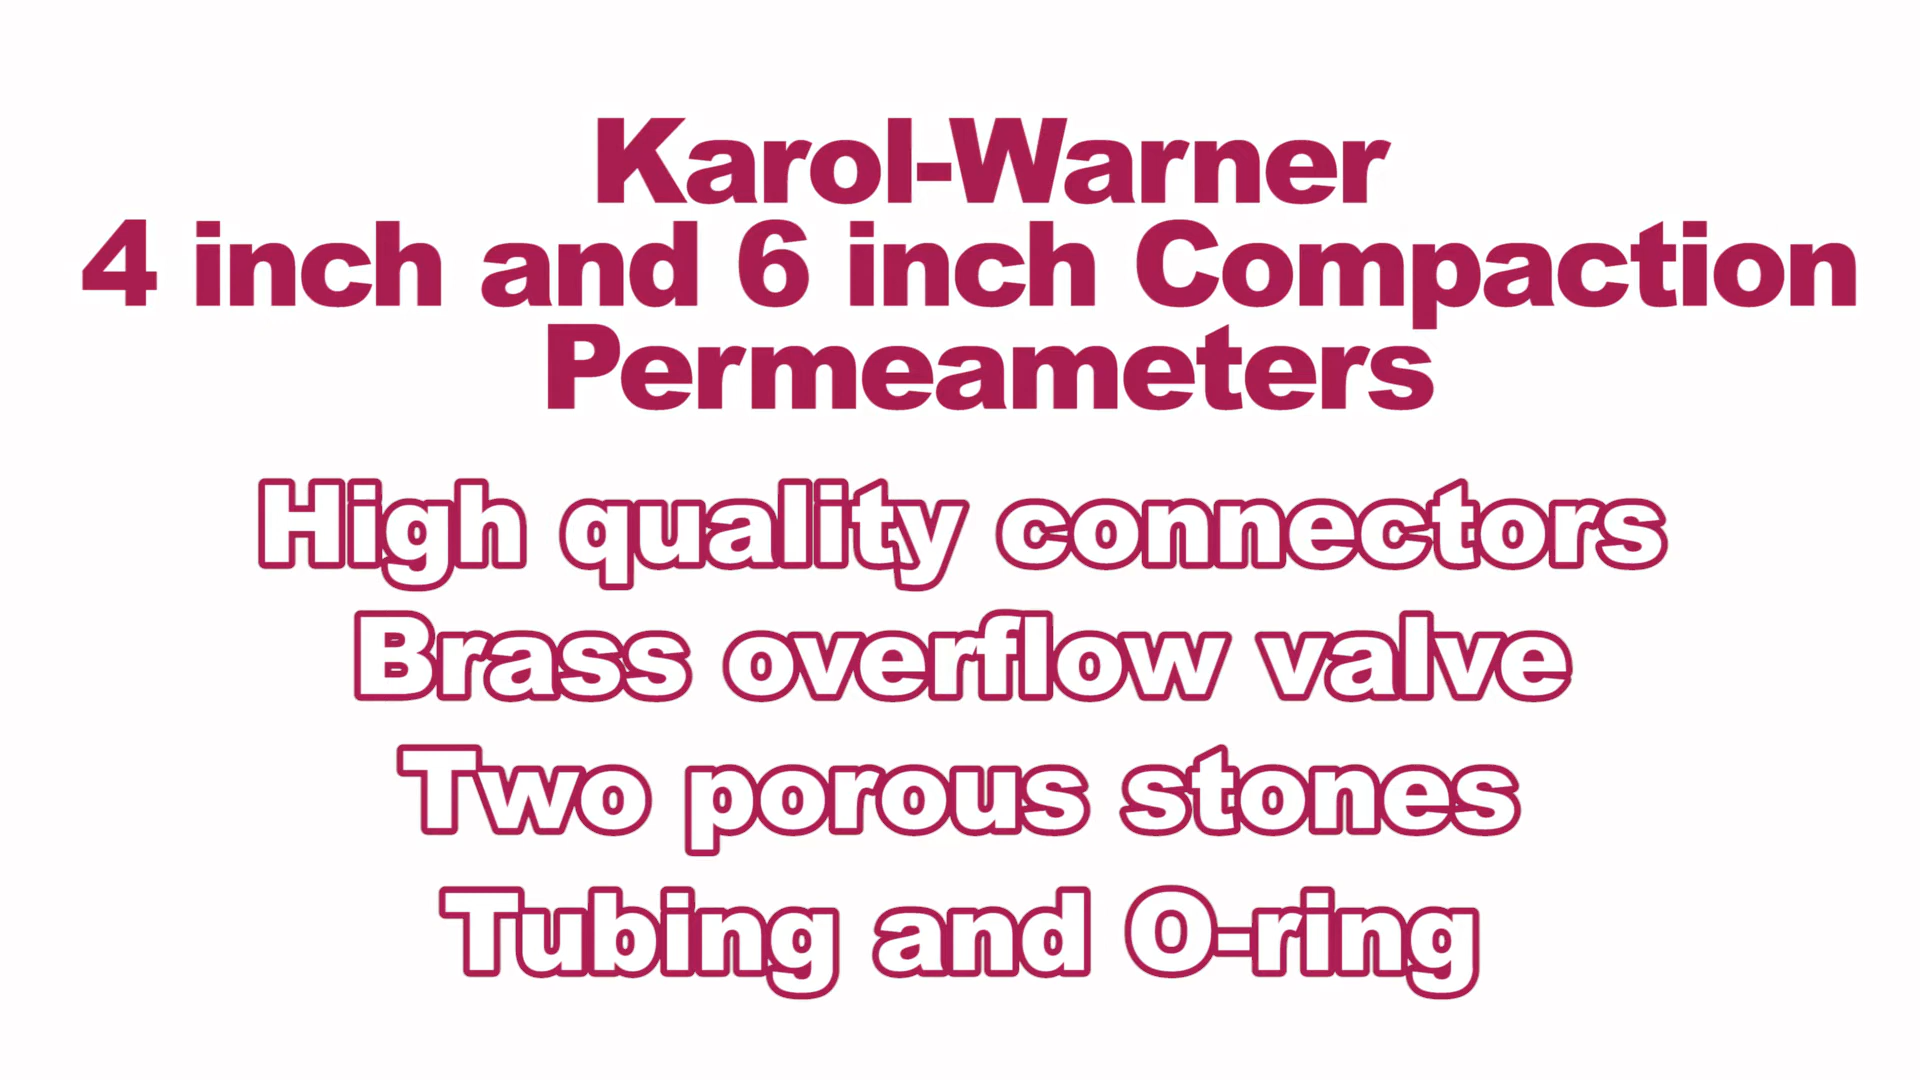 Karol-Warner
4 inch and 6 inch Compaction
Permeameters
High quality connectors
Brass overflow valve
Two porous stones
Tubing and O-ring